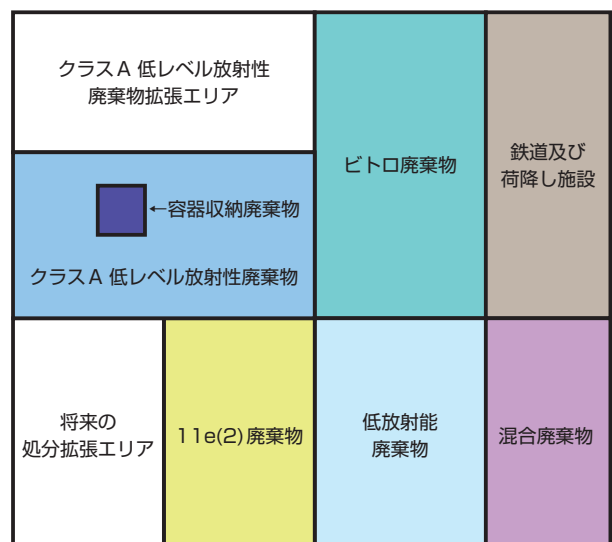 クラスA 低レベル放射性
廃棄物拡張エリア
ビトロ廃棄物
鉄道及び
荷降し施設
←容器収納廃棄物
クラスA 低レベル放射性廃棄物
将来の
処分拡張エリア
11e(2)廃棄物
低放射能
廃棄物
混合廃棄物